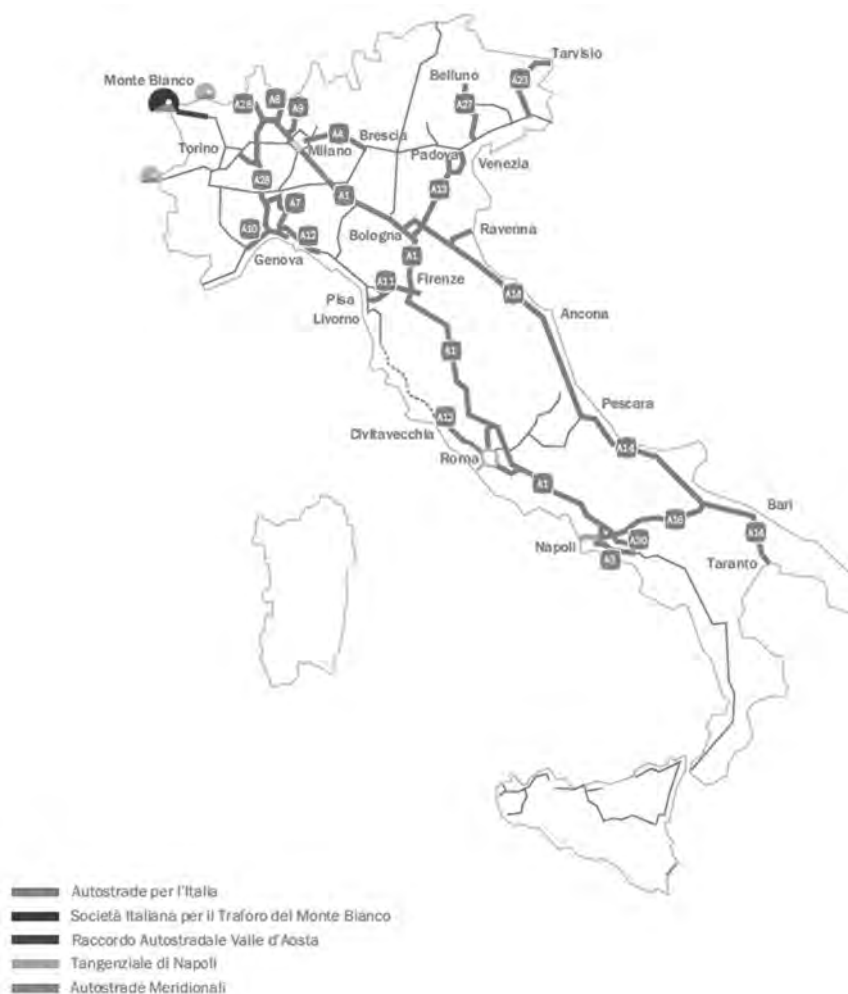 Tarvisio
Monte Bianco
Belluno
A23
A26
A8
A9
A27
A4
Brescia
Torino
Milano
Padova
Venezia
A26
A13
A7
A1
A10
A12
Bologna
Ravenna
Genova
A1
A11
Firenze
Pisa
A14
Livorno
Ancona
A1
Pescara
A12
Civitavecchia
A14
Roma
A1
Bari
A16
A14
Napoli
A30
A3
Taranto
Autostrade per l'Italia
Società Italiana per il Traforo del Monte Bianco
Raccordo Autostradale Valle d'Aosta
Tangenziale di Napoli
Autostrade Meridionali